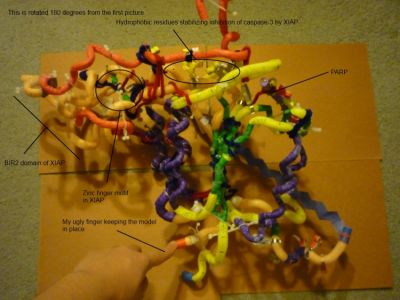 This is rotated 180 degrees from the first picture
Hydrophobic residues stabilizing inhibition of caspase-3 by XIAP
PARP
BIR2 domain of XIAP
Zinc finger motif
in XIAP
My ugly finger keeping the model
in place